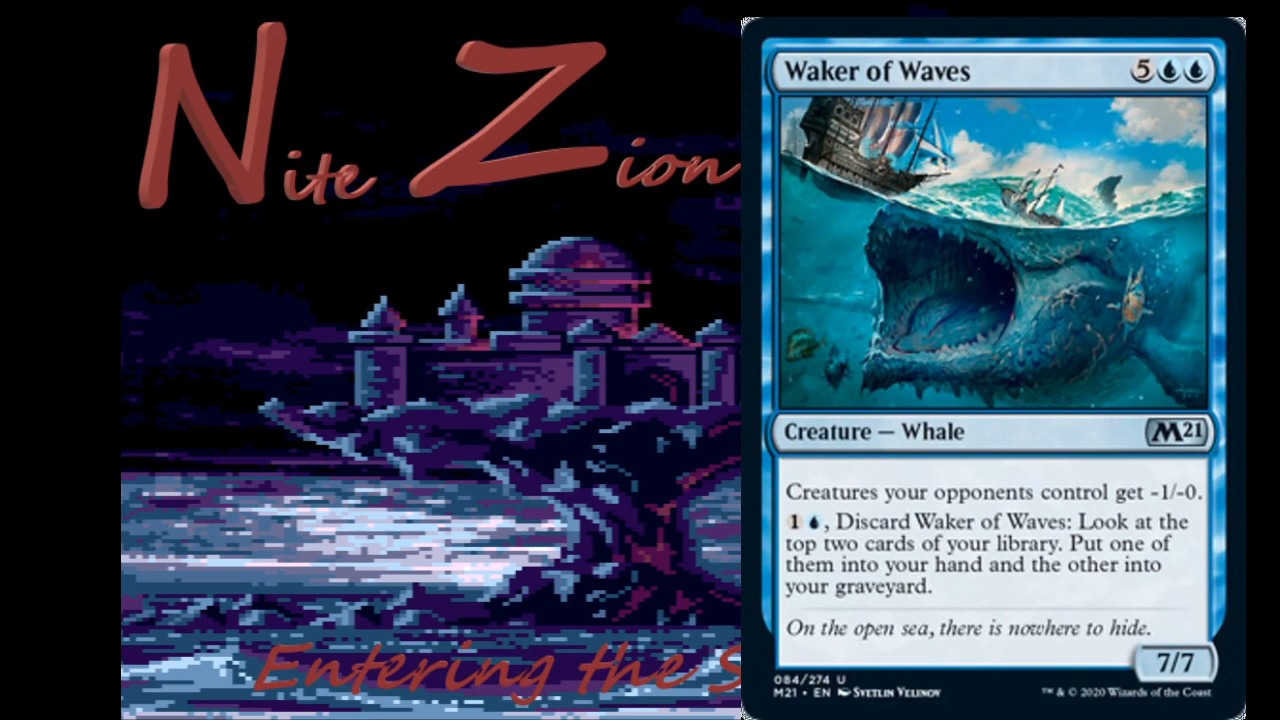 Nite Zion
Entering the S
Waker of Waves 5
Creature — Whale M21
Creatures your opponents control get -1/-0.
1 , Discard Waker of Waves: Look at the
top two cards of your library. Put one of
them into your hand and the other into
your graveyard.
On the open sea, there is nowhere to hide.
7/7
084/274 U
M21 • EN Svetlin Velinov ™ & © 2020 Wizards of the Coast